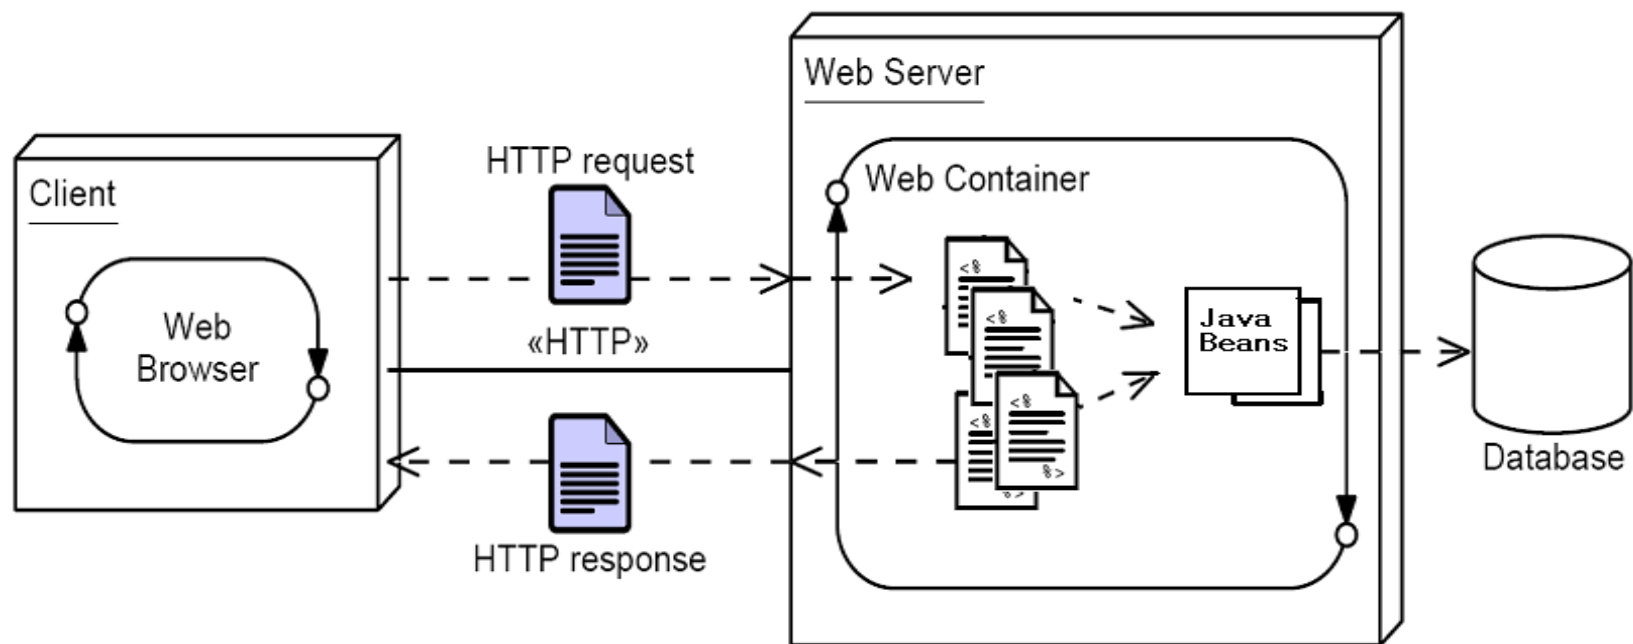 Web Server
HTTP request
Client
Web Container
<%
<%
Java
Beans
Web
Browser
«HTTP»
<%
<%
%>
%>
Database
HTTP response